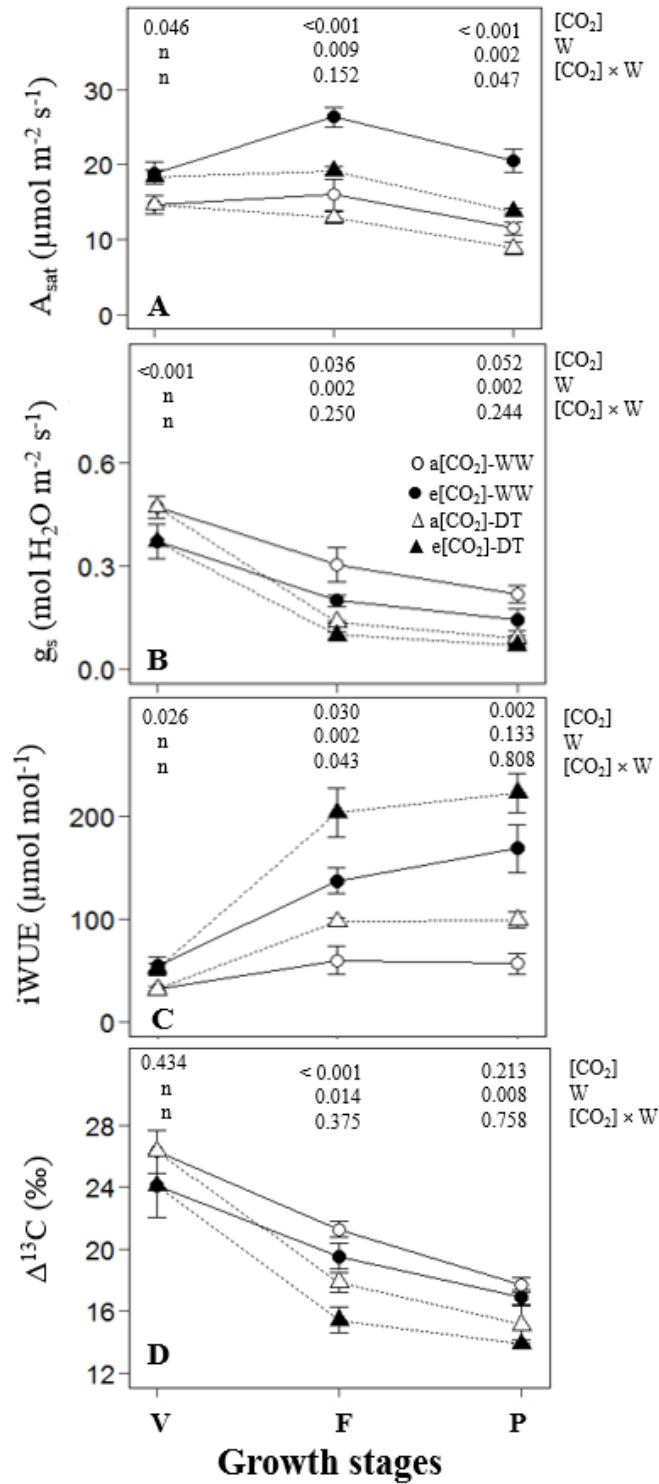 0.046 <0.001 < 0.001 [CO₂]
n 0.009 0.002 W
n 0.152 0.047 [CO₂] × W
30
20
10
0
A_sat (µmol m⁻² s⁻¹)
A
<0.001 0.036 0.052 [CO₂]
n 0.002 0.002 W
n 0.250 0.244 [CO₂] × W
0.6
0.3
0.0
g_s (mol H₂O m⁻² s⁻¹)
a[CO₂]-WW
e[CO₂]-WW
a[CO₂]-DT
e[CO₂]-DT
B
0.026 0.030 0.002 [CO₂]
n 0.002 0.133 W
n 0.043 0.808 [CO₂] × W
200
100
0
iWUE (µmol mol⁻¹)
C
0.434 < 0.001 0.213 [CO₂]
n 0.014 0.008 W
n 0.375 0.758 [CO₂] × W
28
24
20
16
12
Δ¹³C (‰)
D
V F P
Growth stages